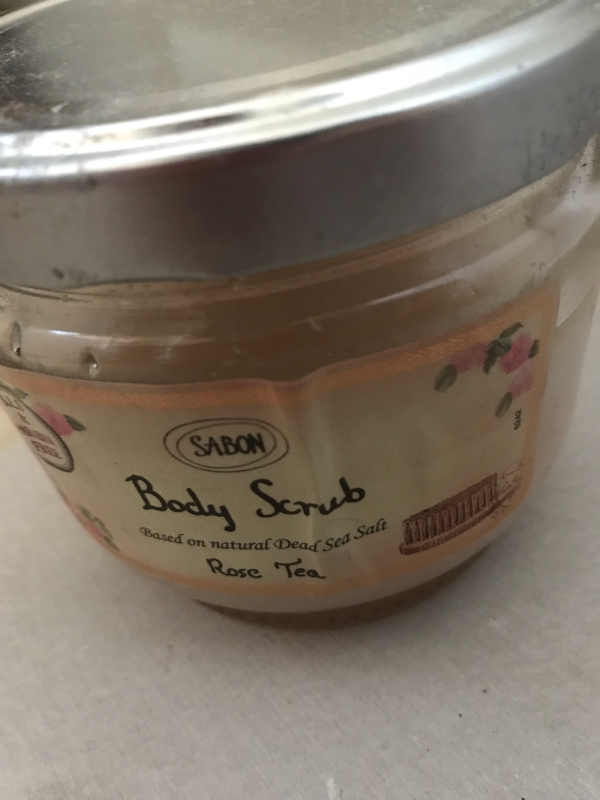 SABON
Body Scrub
Based on natural Dead Sea Salt
Rose Tea